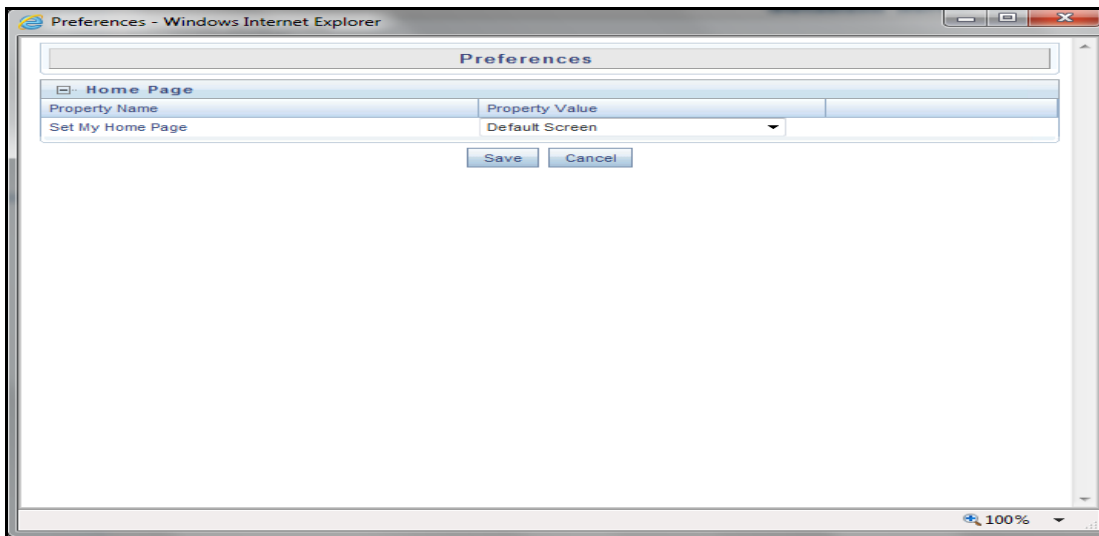 Preferences - Windows Internet Explorer
Preferences
Home Page
Property Name Property Value
Set My Home Page Default Screen
Save Cancel
100%